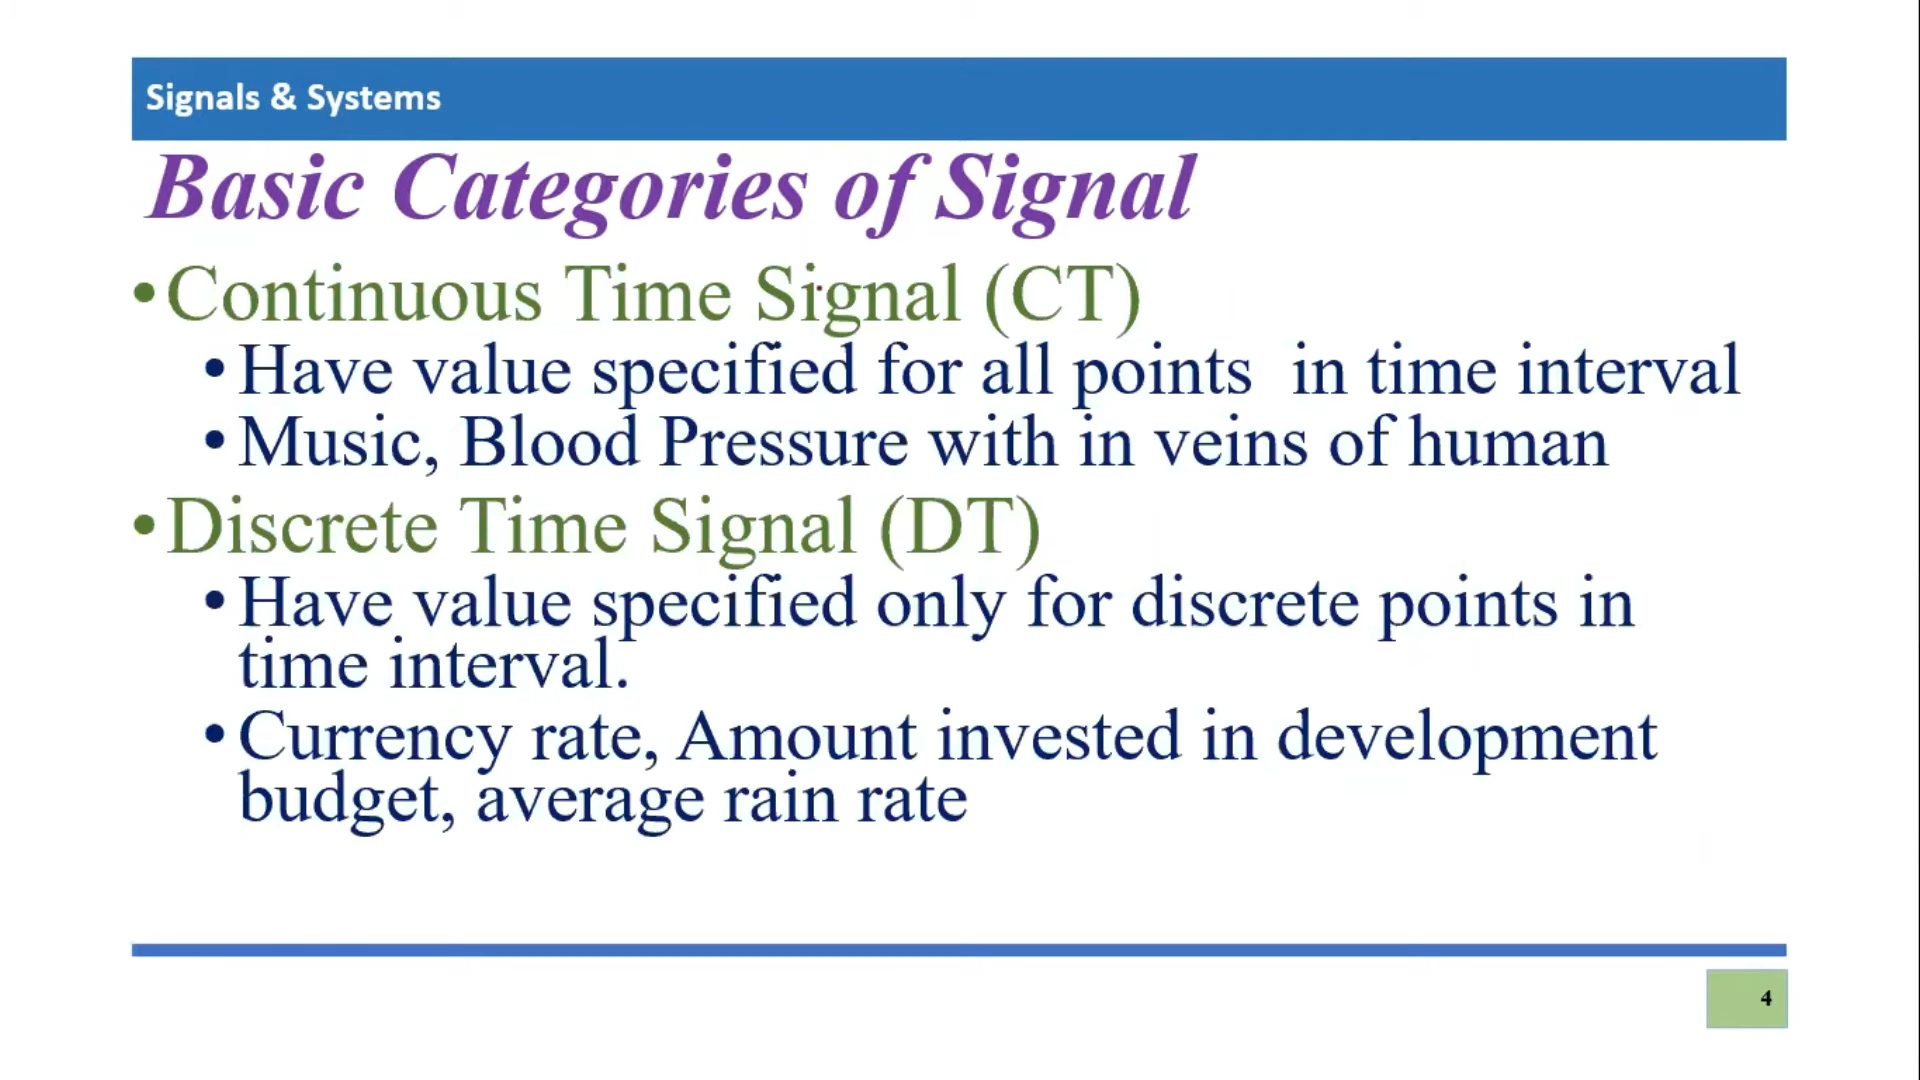 Signals & Systems
Basic Categories of Signal
•Continuous Time Signal (CT)
•Have value specified for all points  in time interval
•Music, Blood Pressure with in veins of human
•Discrete Time Signal (DT)
•Have value specified only for discrete points in
time interval.
•Currency rate, Amount invested in development
budget, average rain rate
4